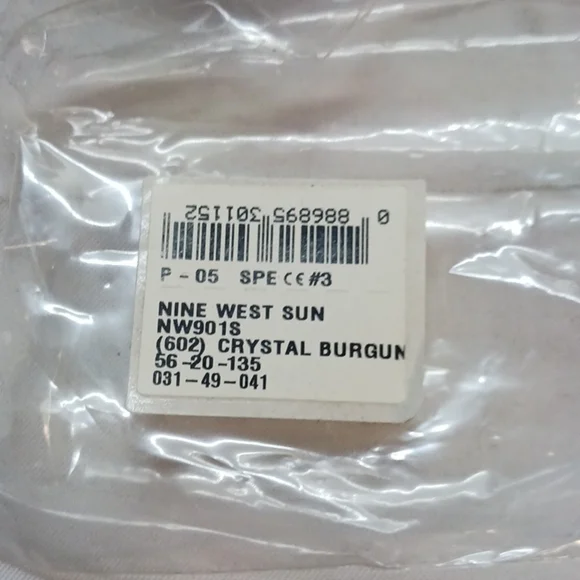 0 886895 301152
P - 05 SPE CE #3
NINE WEST SUN
NW901S
(602) CRYSTAL BURGUN
56-20-135
031-49-041